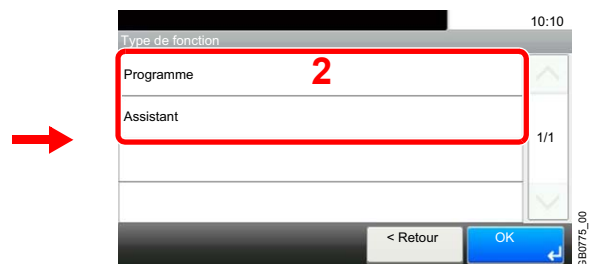 10:10
Type de fonction
Programme
2
Assistant
1/1
< Retour
OK
GB0775_00